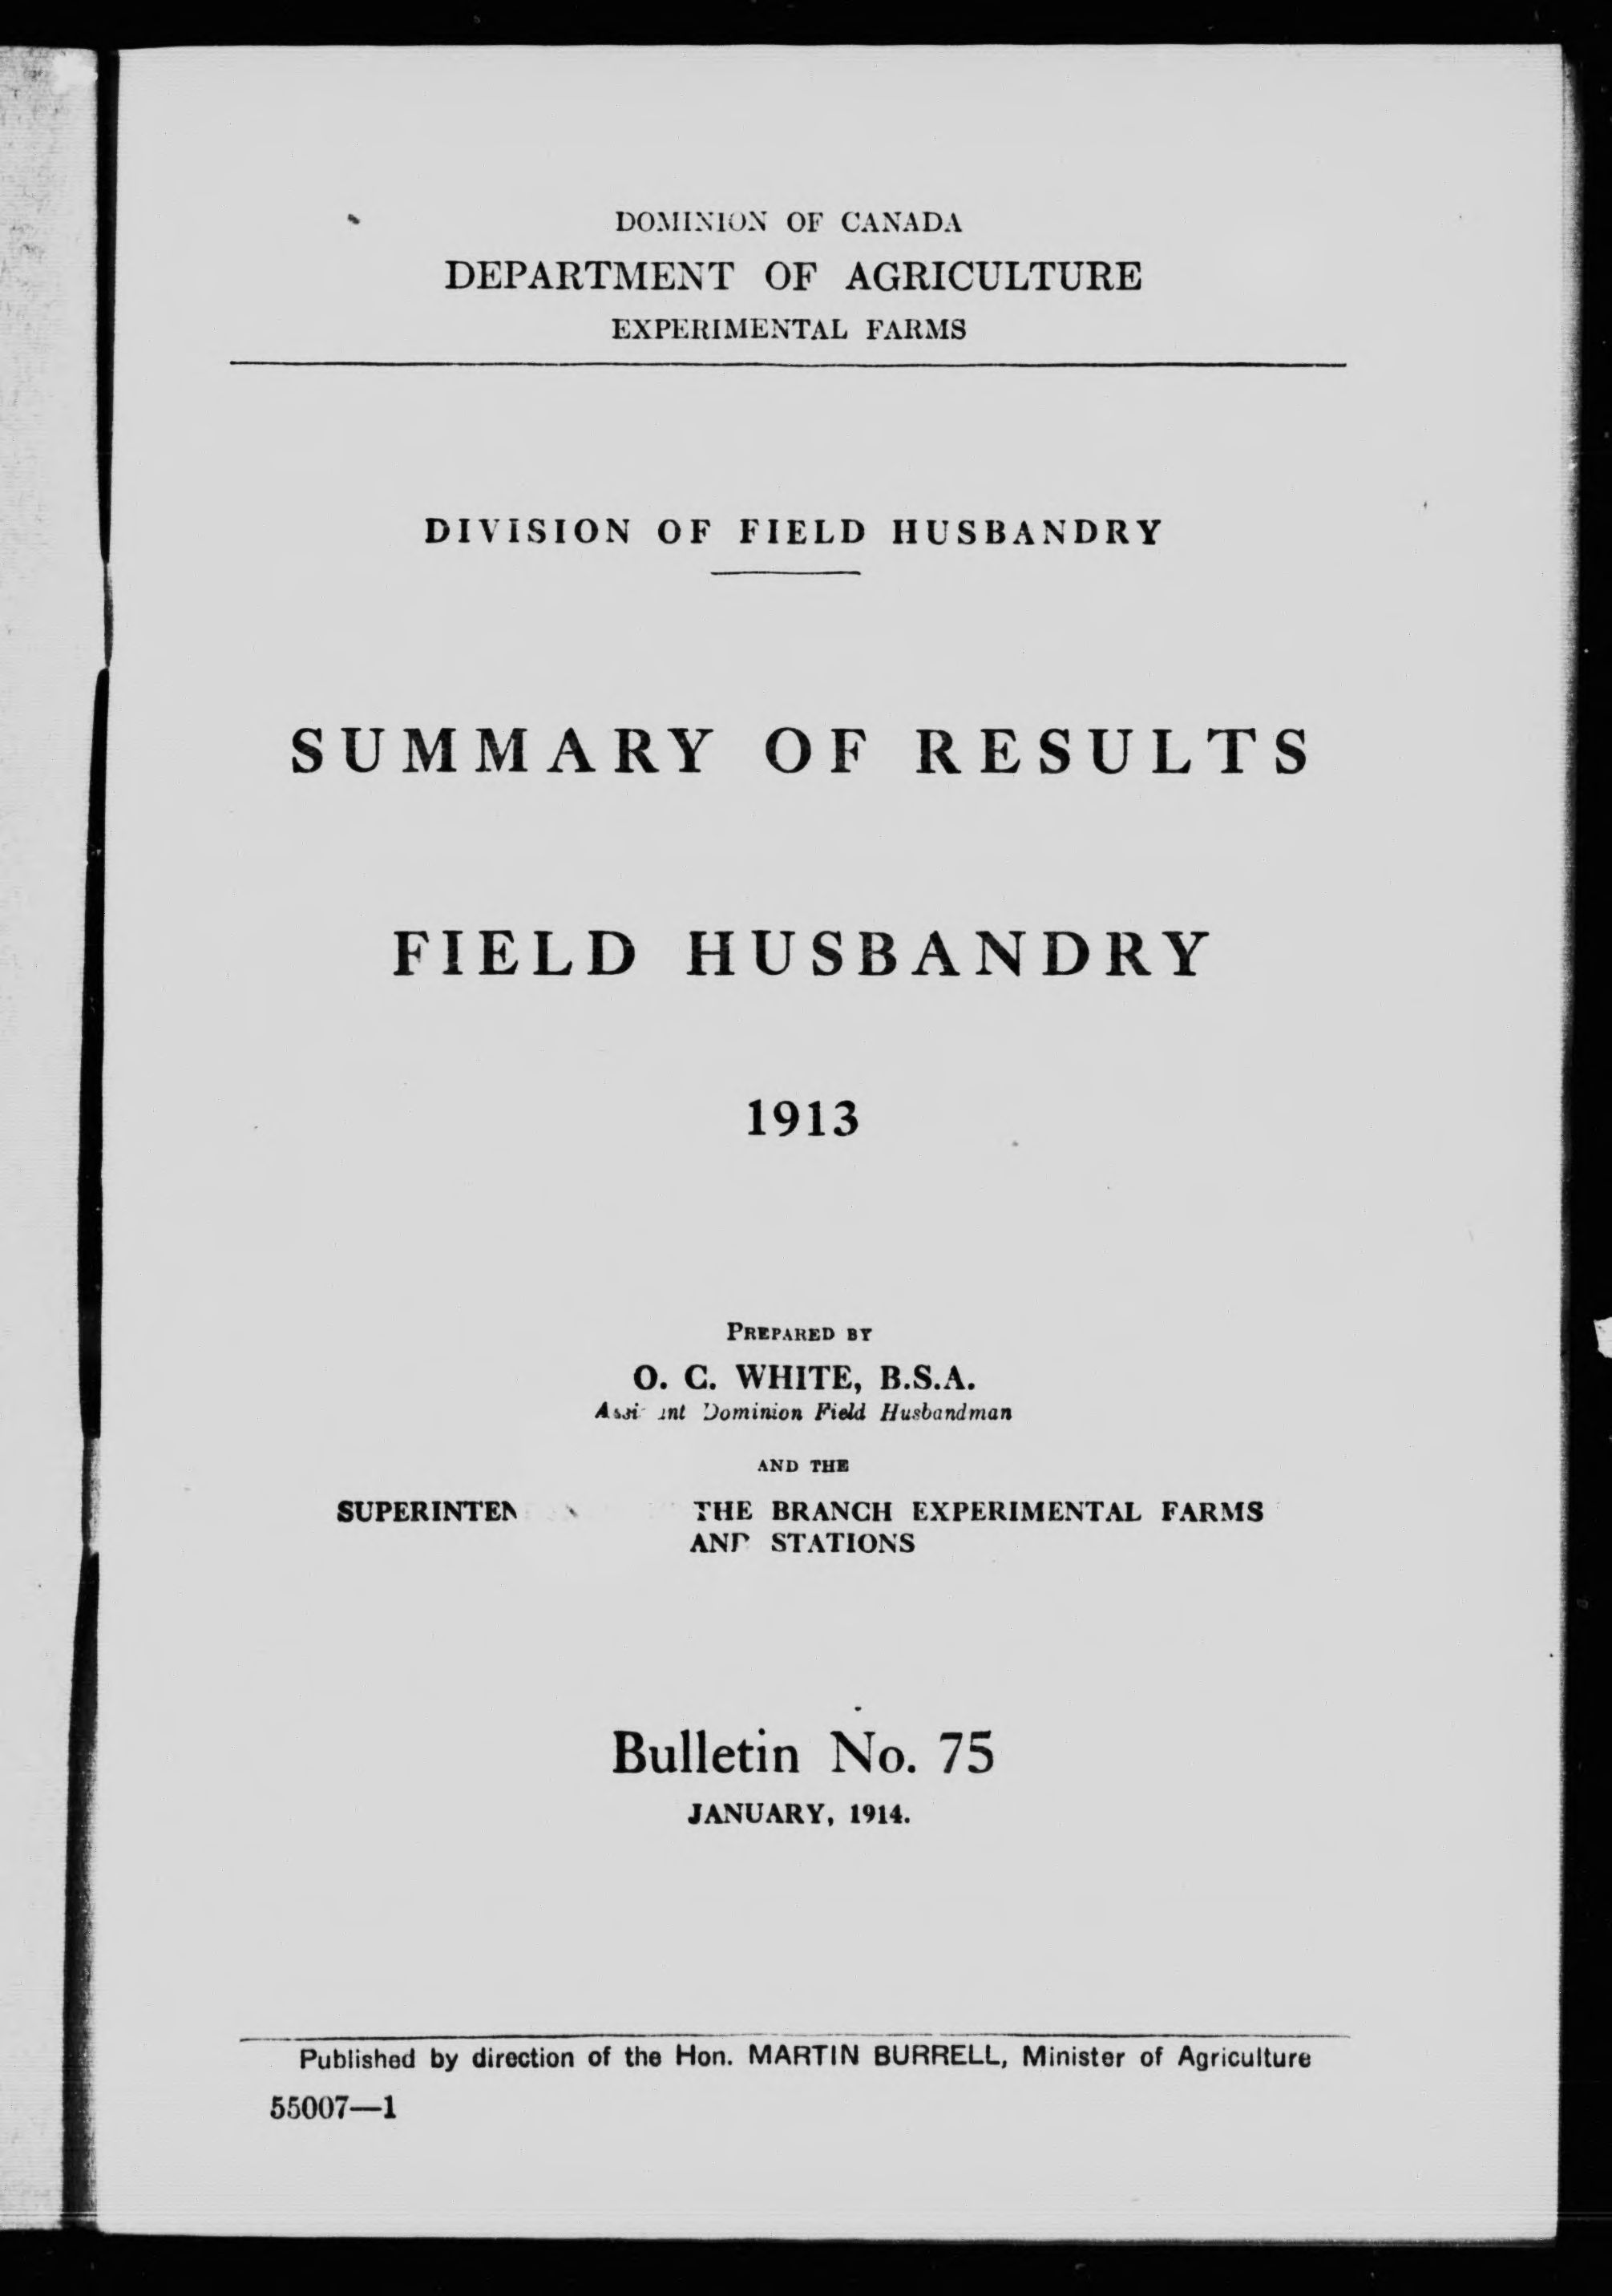 DOMINION OF CANADA
DEPARTMENT OF AGRICULTURE
EXPERIMENTAL FARMS
DIVISION OF FIELD HUSBANDRY
SUMMARY OF RESULTS
FIELD HUSBANDRY
1913
PREPARED BY
O. C. WHITE, B.S.A.
Dominion Field Husbandman
AND THE
THE BRANCH EXPERIMENTAL FARMS
AND STATIONS
Bulletin No. 75
JANUARY, 1914.
Published by direction of the Hon. MARTIN BURRELL, Minister of Agriculture
55007—1